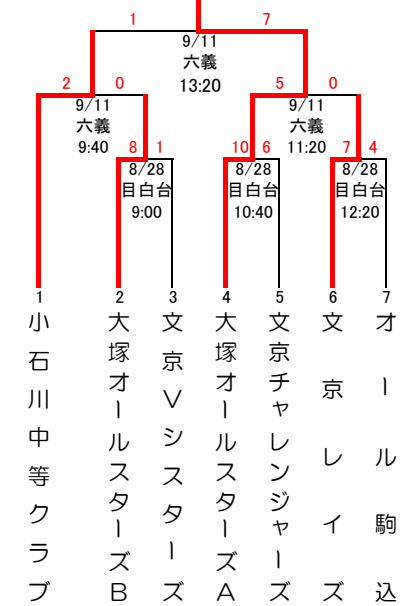 1 7
9/11
六義
13:20
2 0 5 0
9/11 9/11
六義 六義
9:40 11:20
8 1 10 6 7 4
8/28 8/28 8/28
目白台 目白台 目白台
9:00 10:40 12:20
1 2 3 4 5 6 7
小石川中等クラブ
大塚オールスターズB
文京Vシスターズ
大塚オールスターズA
文京チャレンジャーズ
文京レイズ
オール駒込